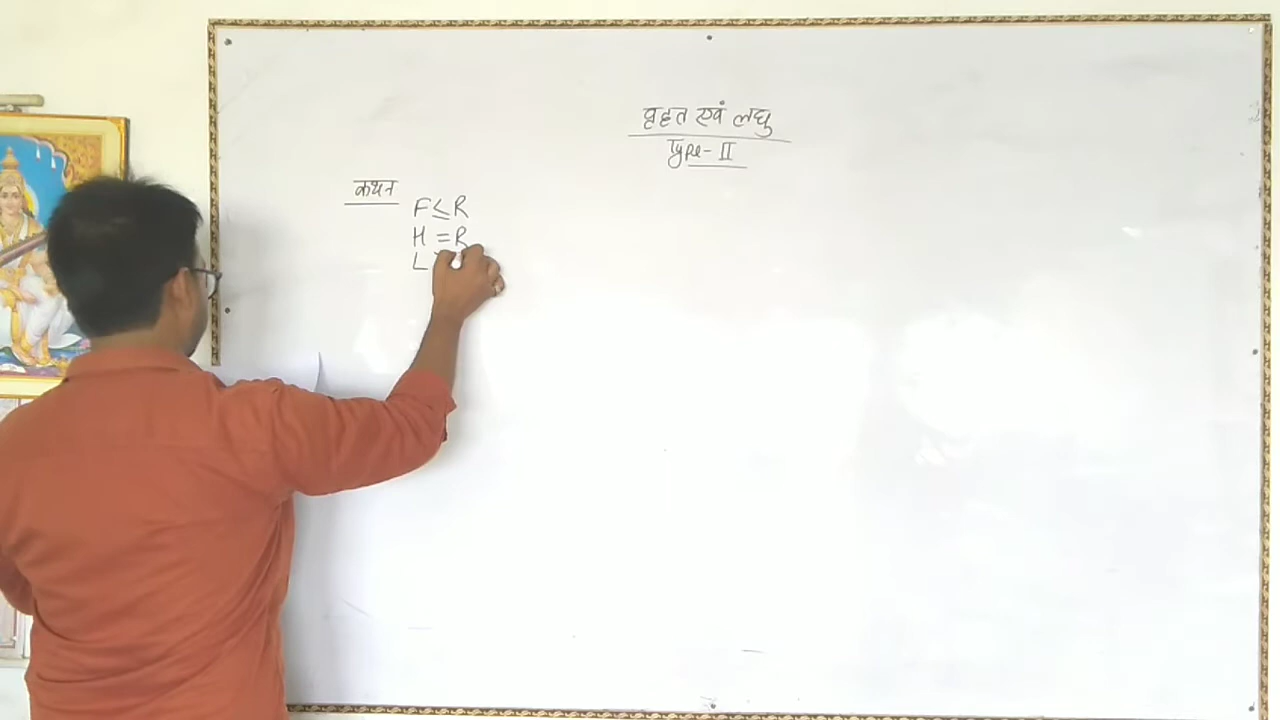 वृहत एवं लघु
Type-II
कथन
F ≤ R
H = R
L